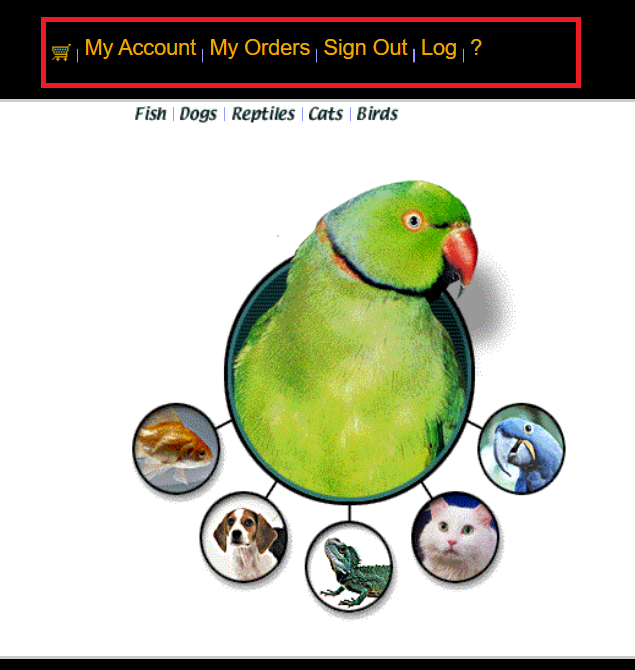 My Account | My Orders | Sign Out | Log | ?
Fish | Dogs | Reptiles | Cats | Birds